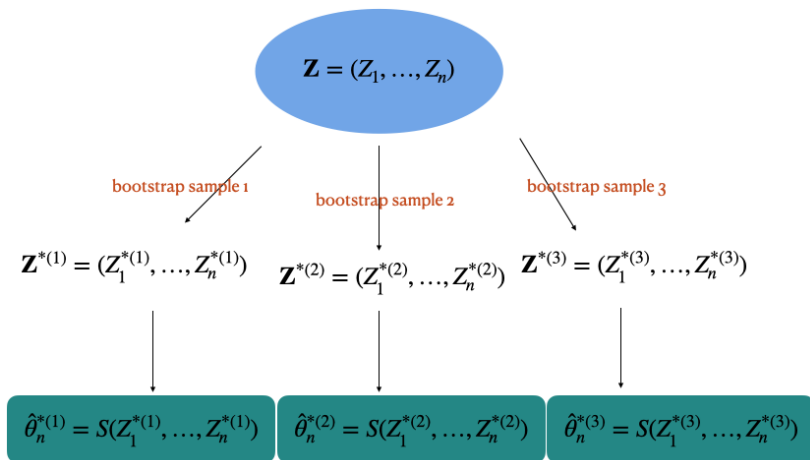 𝐙 = (Z₁, …, Zₙ)
bootstrap sample 1
bootstrap sample 2
bootstrap sample 3
𝐙^{*(1)} = (Z_1^{*(1)}, …, Z_n^{*(1)})
𝐙^{*(2)} = (Z_1^{*(2)}, …, Z_n^{*(2)})
𝐙^{*(3)} = (Z_1^{*(3)}, …, Z_n^{*(3)})
θ̂_n^{*(1)} = S(Z_1^{*(1)}, …, Z_n^{*(1)})
θ̂_n^{*(2)} = S(Z_1^{*(2)}, …, Z_n^{*(2)})
θ̂_n^{*(3)} = S(Z_1^{*(3)}, …, Z_n^{*(3)})